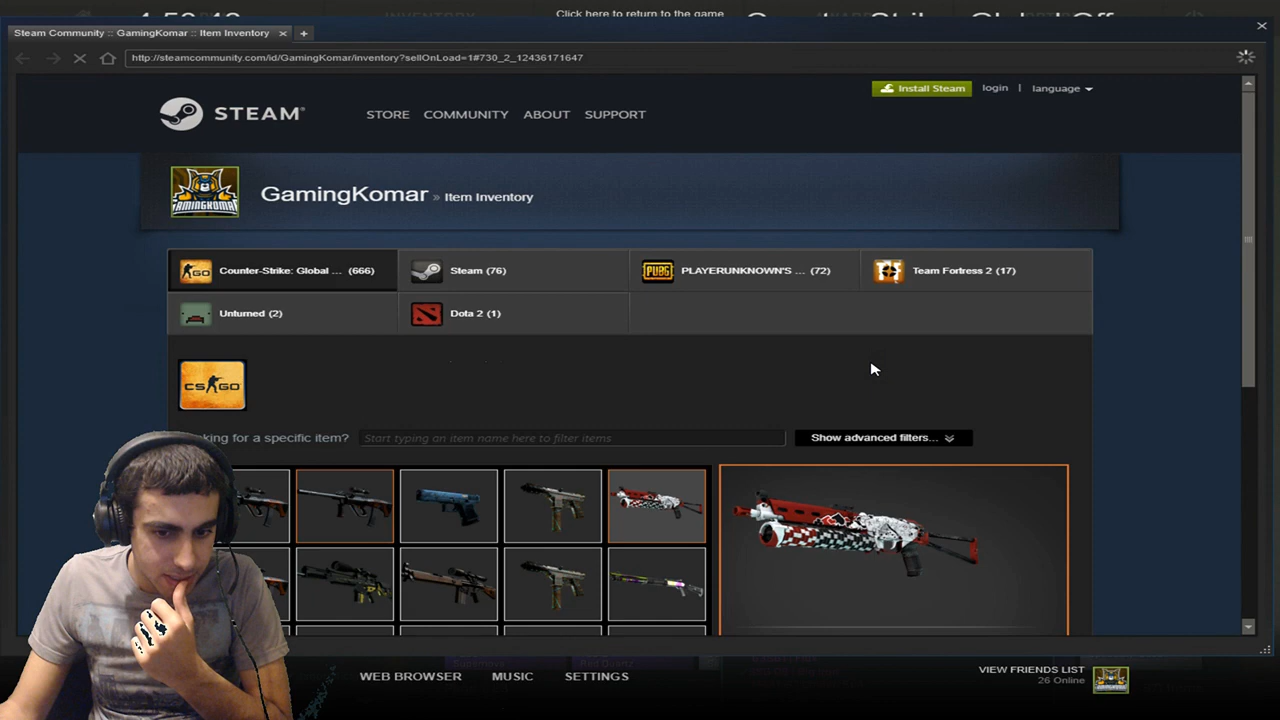 Click here to return to the game
Steam Community :: GamingKomar :: Item Inventory
http://steamcommunity.com/id/GamingKomar/inventory?sellOnLoad=1#730_2_12436171647
Install Steam login | language
STEAM STORE COMMUNITY ABOUT SUPPORT
GamingKomar » Item Inventory
Counter-Strike: Global ... (666) Steam (76) PLAYERUNKNOWN'S ... (72) Team Fortress 2 (17)
Unturned (2) Dota 2 (1)
CS GO
king for a specific item? Start typing an item name here to filter items Show advanced filters...
WEB BROWSER MUSIC SETTINGS
VIEW FRIENDS LIST
26 Online